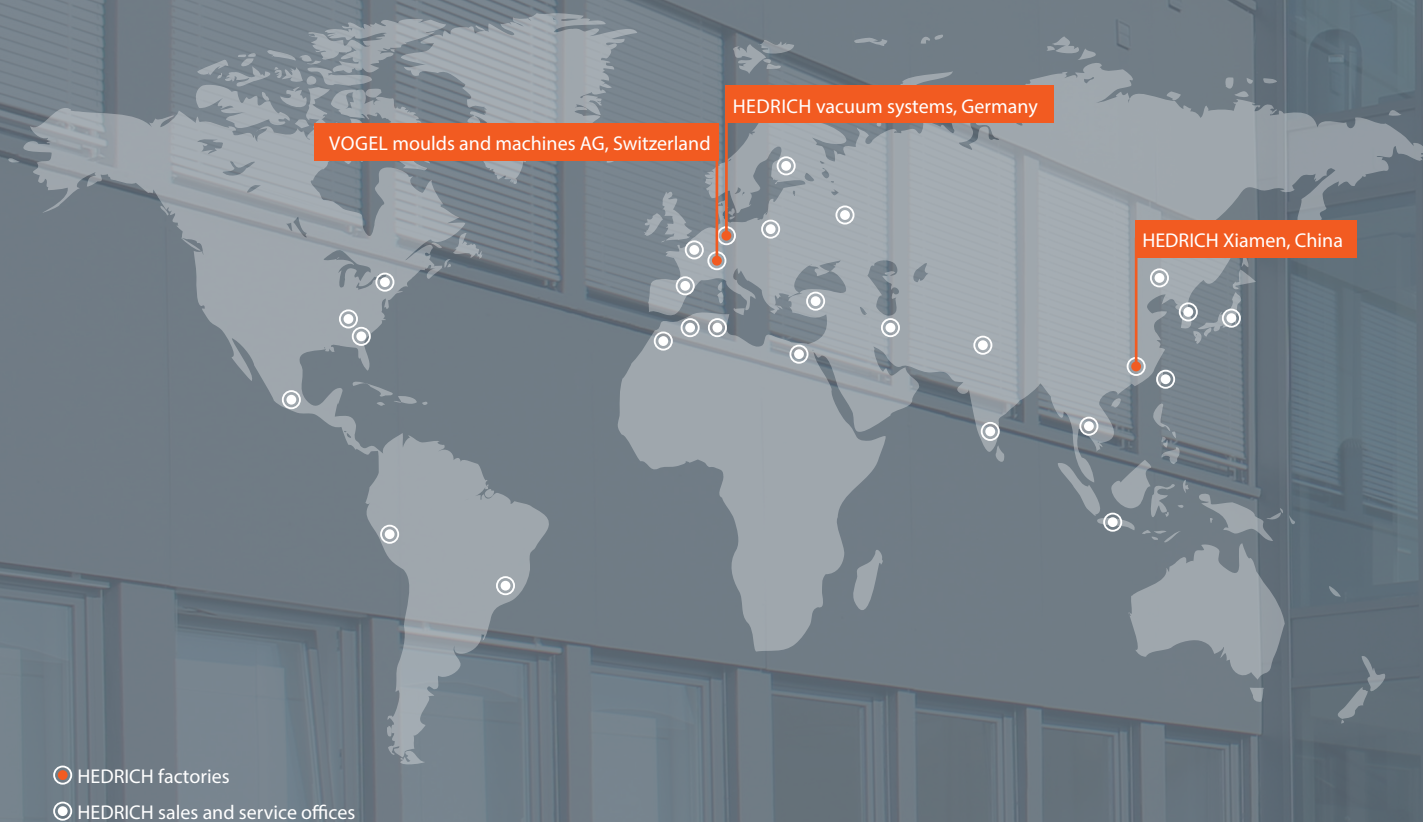 HEDRICH vacuum systems, Germany
VOGEL moulds and machines AG, Switzerland
HEDRICH Xiamen, China
HEDRICH factories
HEDRICH sales and service offices